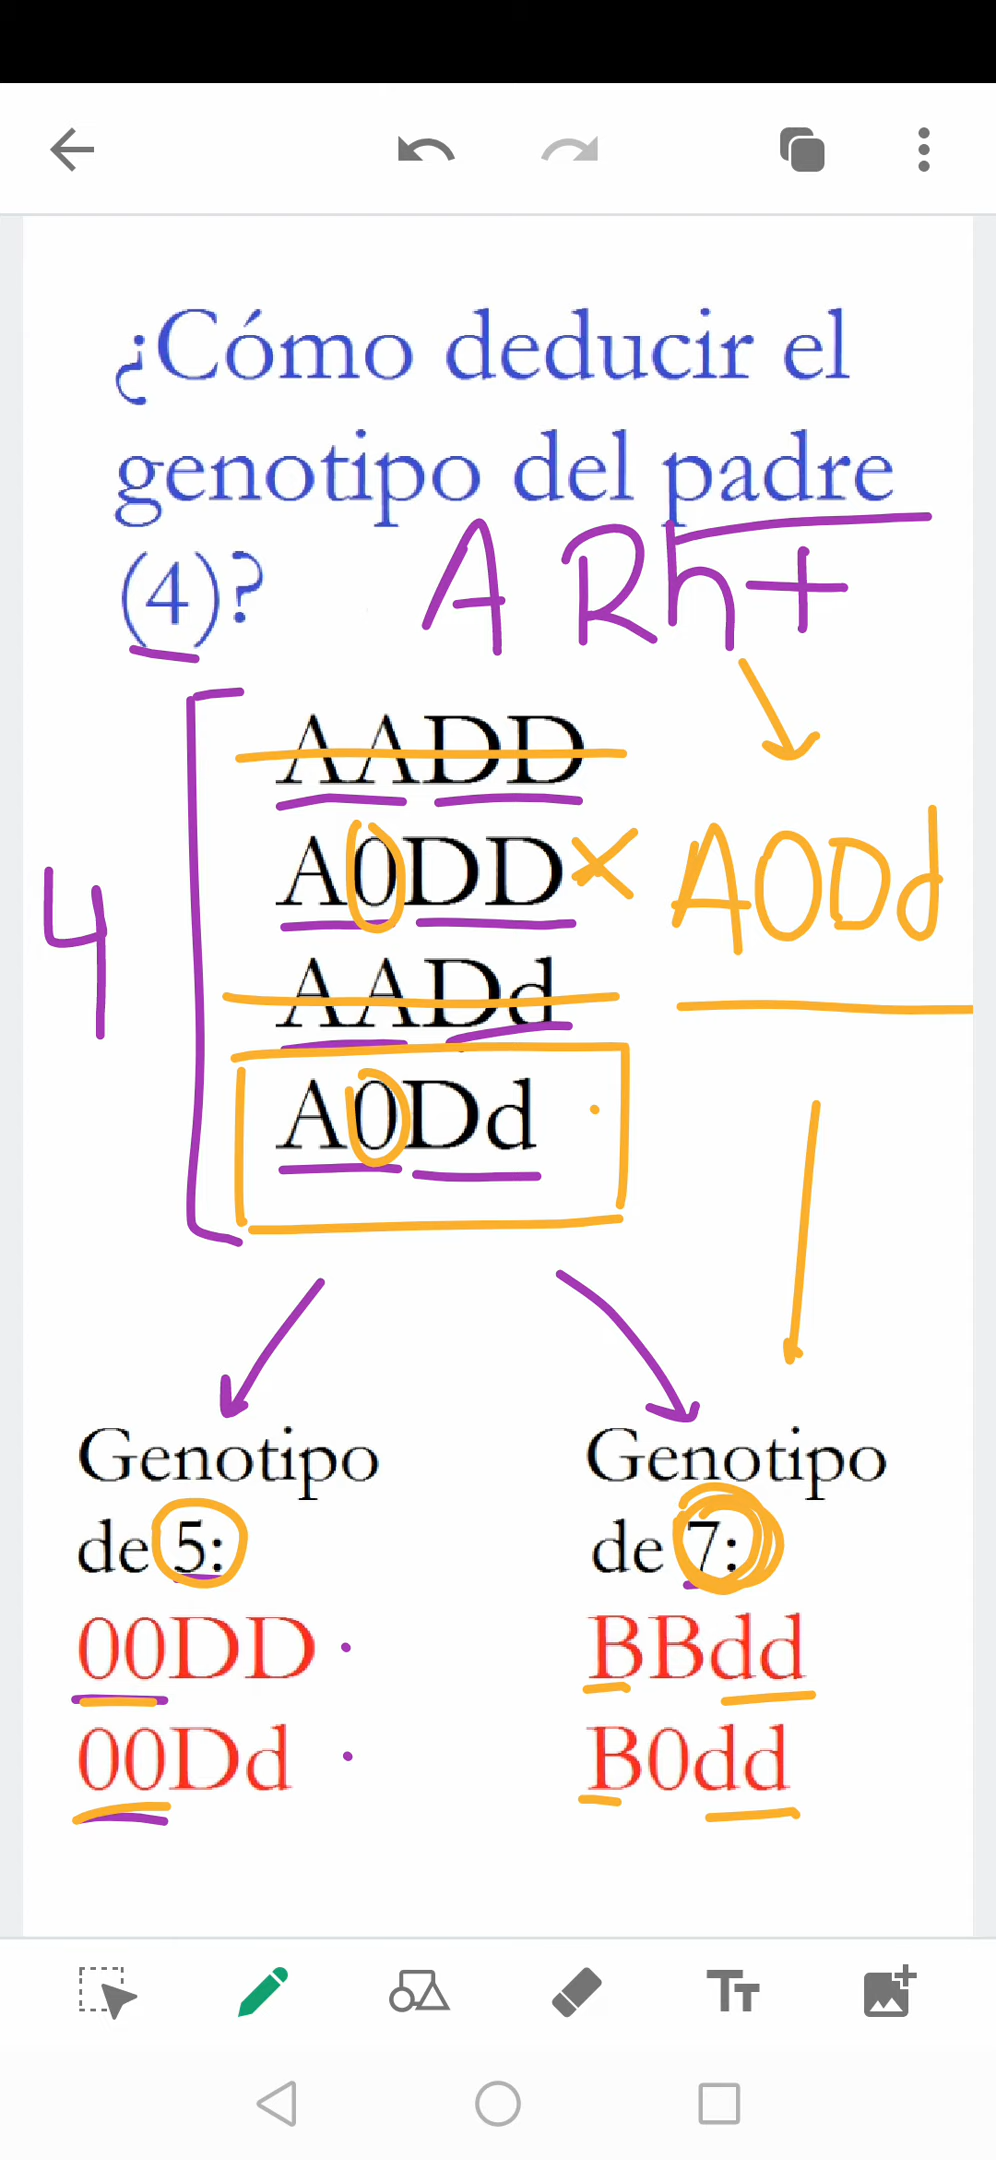 ¿Cómo deducir el
genotipo del padre
(4)?
A Rh+
AADD
A0DD
A0Dd
4
AADd
A0Dd
Genotipo
de 5:
00DD
00Dd
Genotipo
de 7:
BBdd
B0dd
Tт